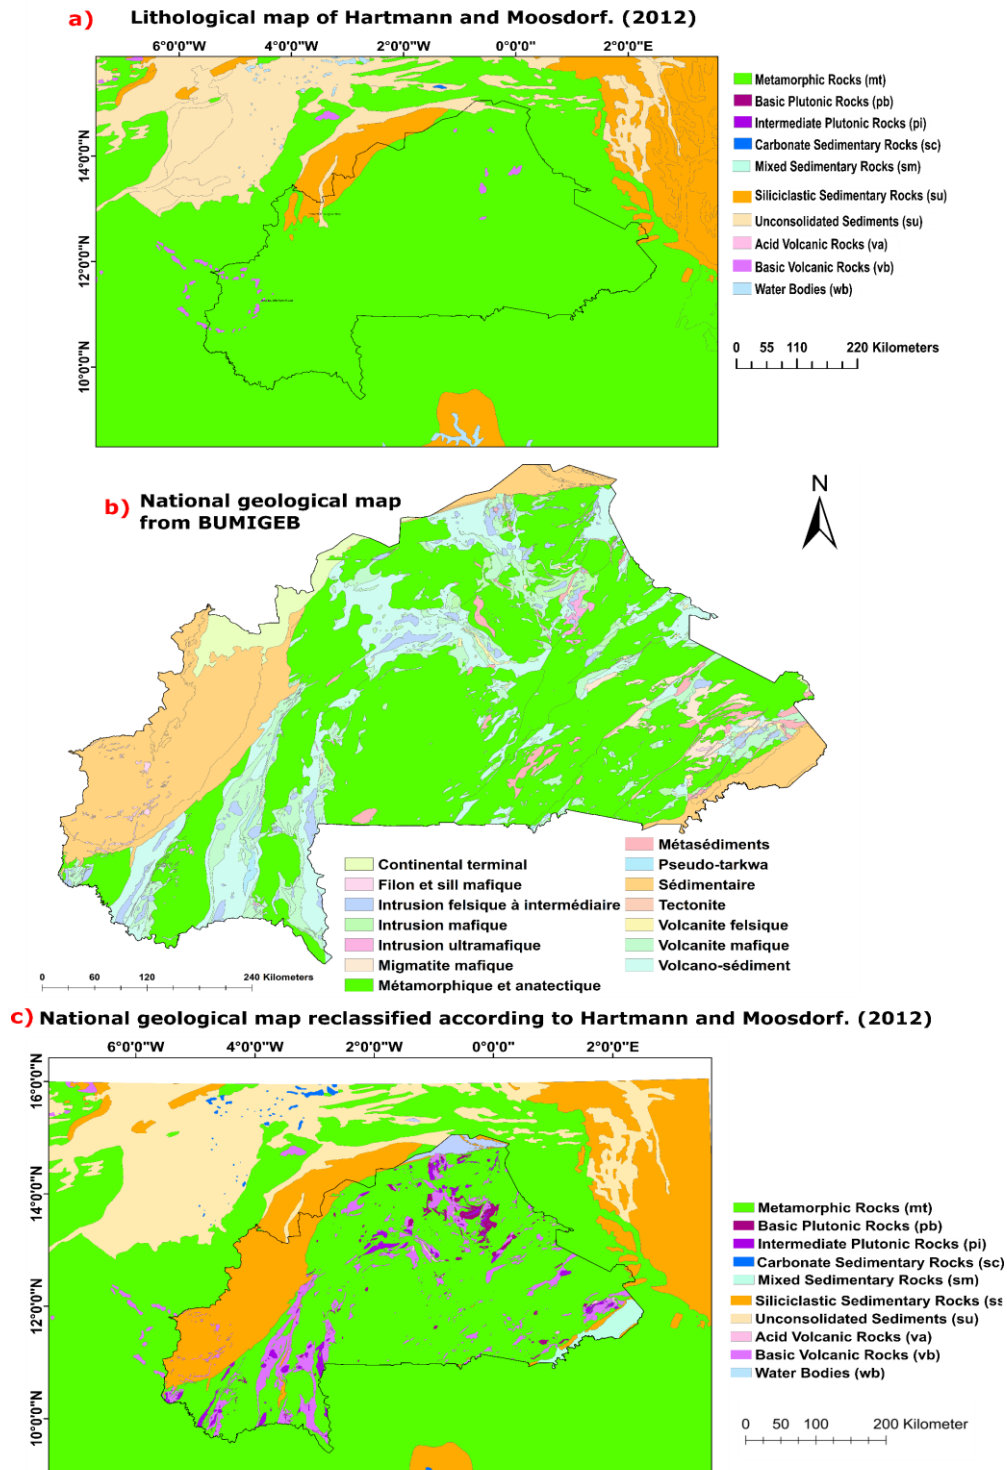 a) Lithological map of Hartmann and Moosdorf. (2012)
6°0'0"W 4°0'0"W 2°0'0"W 0°0'0" 2°0'0"E
14°0'0"N
12°0'0"N
10°0'0"N
Metamorphic Rocks (mt)
Basic Plutonic Rocks (pb)
Intermediate Plutonic Rocks (pi)
Carbonate Sedimentary Rocks (sc)
Mixed Sedimentary Rocks (sm)
Siliciclastic Sedimentary Rocks (su)
Unconsolidated Sediments (su)
Acid Volcanic Rocks (va)
Basic Volcanic Rocks (vb)
Water Bodies (wb)
0 55 110 220 Kilometers
b) National geological map
from BUMIGEB
N
Continental terminal
Filon et sill mafique
Intrusion felsique à intermédiaire
Intrusion mafique
Intrusion ultramafique
Migmatite mafique
Métamorphique et anatectique
Métasédiments
Pseudo-tarkwa
Sédimentaire
Tectonite
Volcanite felsique
Volcanite mafique
Volcano-sédiment
0 60 120 240 Kilometers
c) National geological map reclassified according to Hartmann and Moosdorf. (2012)
6°0'0"W 4°0'0"W 2°0'0"W 0°0'0" 2°0'0"E
16°0'0"N
14°0'0"N
12°0'0"N
10°0'0"N
Metamorphic Rocks (mt)
Basic Plutonic Rocks (pb)
Intermediate Plutonic Rocks (pi)
Carbonate Sedimentary Rocks (sc)
Mixed Sedimentary Rocks (sm)
Siliciclastic Sedimentary Rocks (ss
Unconsolidated Sediments (su)
Acid Volcanic Rocks (va)
Basic Volcanic Rocks (vb)
Water Bodies (wb)
0 50 100 200 Kilometer